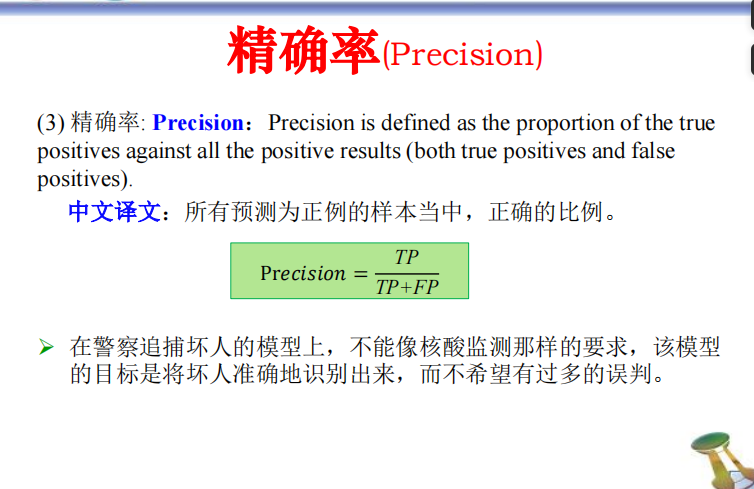 精确率(Precision)
(3) 精确率: Precision：Precision is defined as the proportion of the true
positives against all the positive results (both true positives and false
positives).
中文译文：所有预测为正例的样本当中，正确的比例。
Precision = TP / TP+FP
➢ 在警察追捕坏人的模型上，不能像核酸监测那样的要求，该模型
的目标是将坏人准确地识别出来，而不希望有过多的误判。